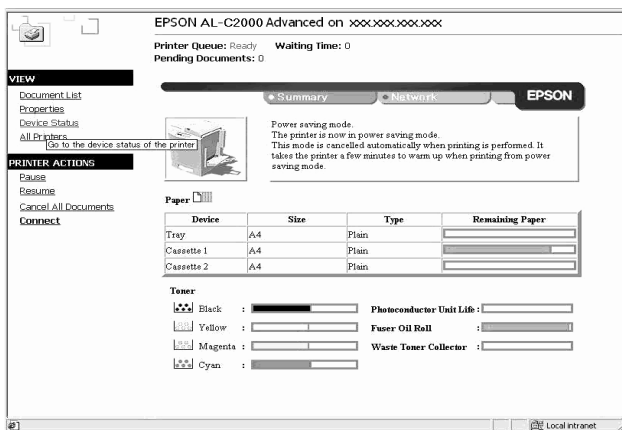 EPSON AL-C2000 Advanced on xxx.xxx.xxx.xxx
Printer Queue: Ready Waiting Time: 0
Pending Documents: 0
VIEW
Document List
Properties
Device Status
All Printers
Go to the device status of the printer
PRINTER ACTIONS
Pause
Resume
Cancel All Documents
Connect
Summary Network EPSON
Power saving mode.
The printer is now in power saving mode.
This mode is cancelled automatically when printing is performed. It
takes the printer a few minutes to warm up when printing from power
saving mode.
Paper
Device Size Type Remaining Paper
Tray A4 Plain
Cassette 1 A4 Plain
Cassette 2 A4 Plain
Toner
Black : Photoconductor Unit Life :
Yellow : Fuser Oil Roll :
Magenta : Waste Toner Collector :
Cyan :
Local intranet